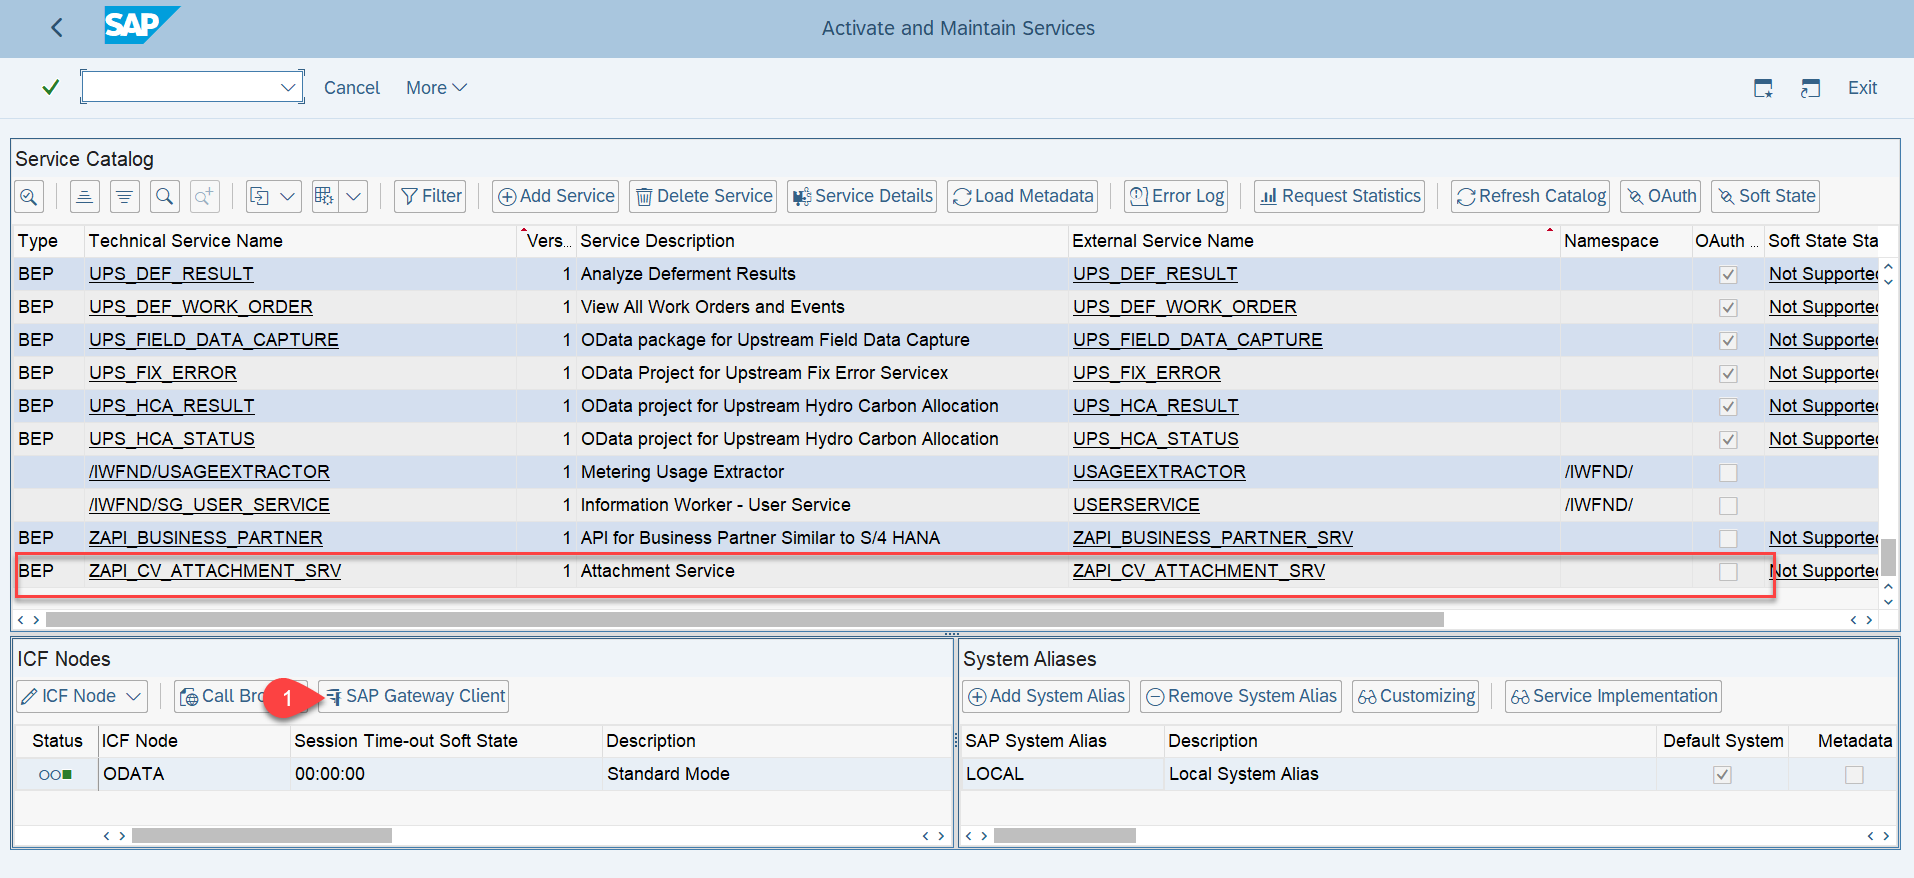 SAP Activate and Maintain Services
Cancel More Exit
Service Catalog
Filter Add Service Delete Service Service Details Load Metadata Error Log Request Statistics Refresh Catalog OAuth Soft State
Type Technical Service Name Vers... Service Description External Service Name Namespace OAuth ... Soft State Sta
BEP UPS_DEF_RESULT 1 Analyze Deferment Results UPS_DEF_RESULT Not Supported
BEP UPS_DEF_WORK_ORDER 1 View All Work Orders and Events UPS_DEF_WORK_ORDER Not Supported
BEP UPS_FIELD_DATA_CAPTURE 1 OData package for Upstream Field Data Capture UPS_FIELD_DATA_CAPTURE Not Supported
BEP UPS_FIX_ERROR 1 OData Project for Upstream Fix Error Servicex UPS_FIX_ERROR Not Supported
BEP UPS_HCA_RESULT 1 OData project for Upstream Hydro Carbon Allocation UPS_HCA_RESULT Not Supported
BEP UPS_HCA_STATUS 1 OData project for Upstream Hydro Carbon Allocation UPS_HCA_STATUS Not Supported
/IWFND/USAGEEXTRACTOR 1 Metering Usage Extractor USAGEEXTRACTOR /IWFND/
/IWFND/SG_USER_SERVICE 1 Information Worker - User Service USERSERVICE /IWFND/
BEP ZAPI_BUSINESS_PARTNER 1 API for Business Partner Similar to S/4 HANA ZAPI_BUSINESS_PARTNER_SRV Not Supported
BEP ZAPI_CV_ATTACHMENT_SRV 1 Attachment Service ZAPI_CV_ATTACHMENT_SRV Not Supported
ICF Nodes
ICF Node Call Bro 1 SAP Gateway Client
Status ICF Node Session Time-out Soft State Description
ODATA 00:00:00 Standard Mode
System Aliases
Add System Alias Remove System Alias Customizing Service Implementation
SAP System Alias Description Default System Metadata
LOCAL Local System Alias